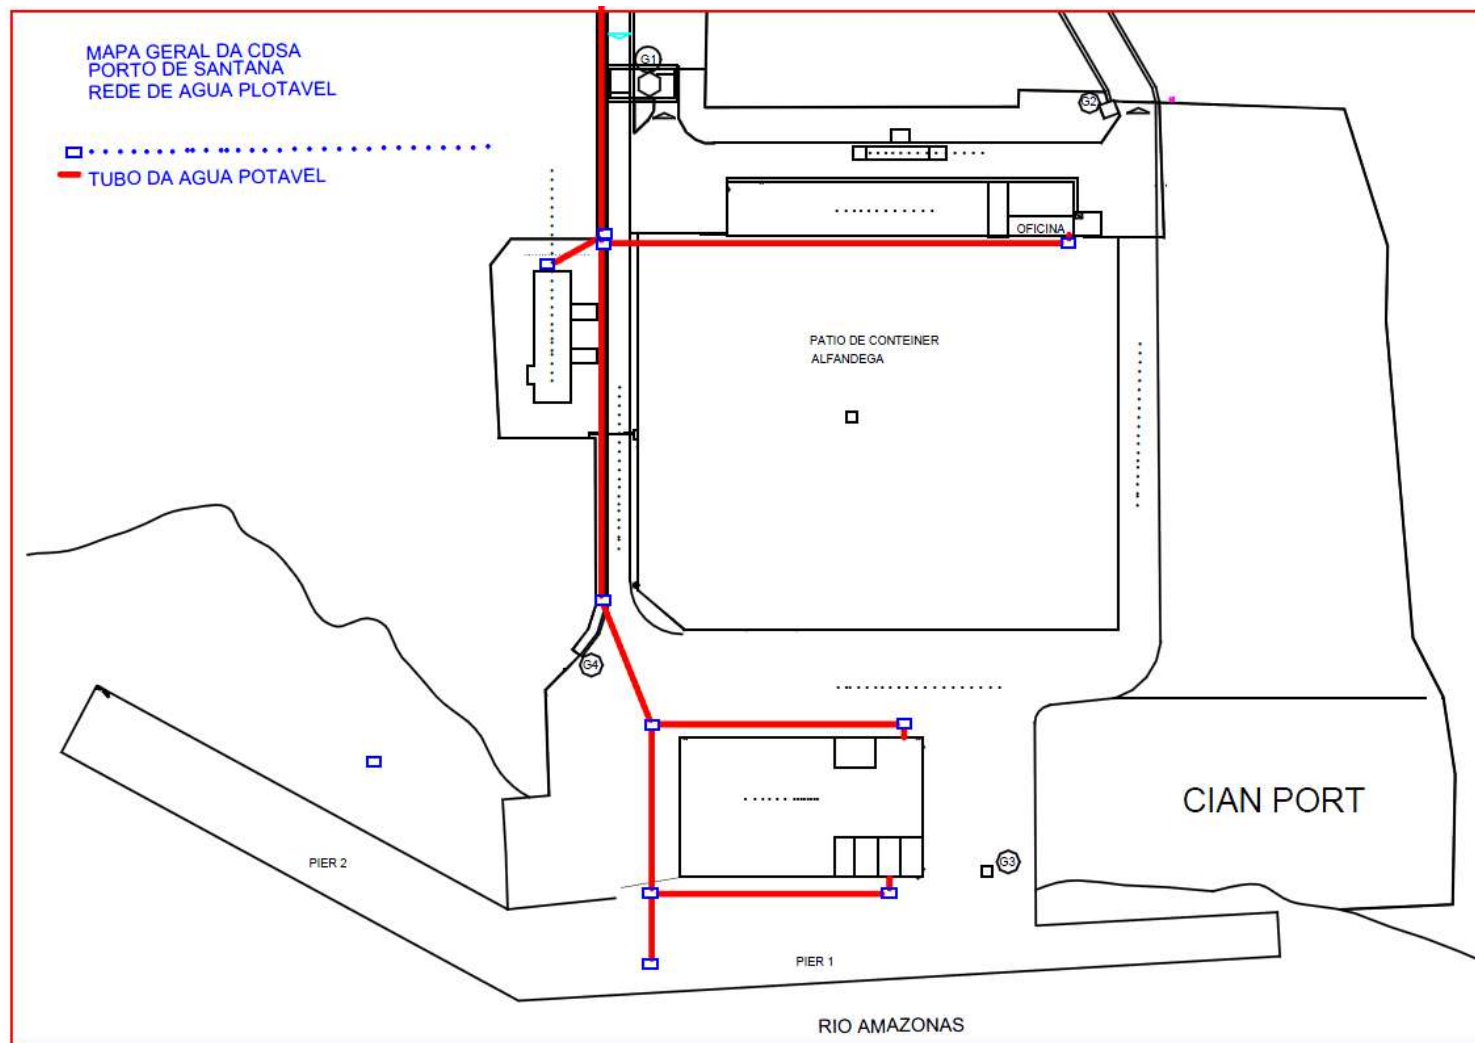 MAPA GERAL DA CDSA
PORTO DE SANTANA
REDE DE AGUA PLOTAVEL
TUBO DA AGUA POTAVEL
G1
G2
OFICINA
PATIO DE CONTEINER
ALFANDEGA
G4
CIAN PORT
PIER 2
G3
PIER 1
RIO AMAZONAS